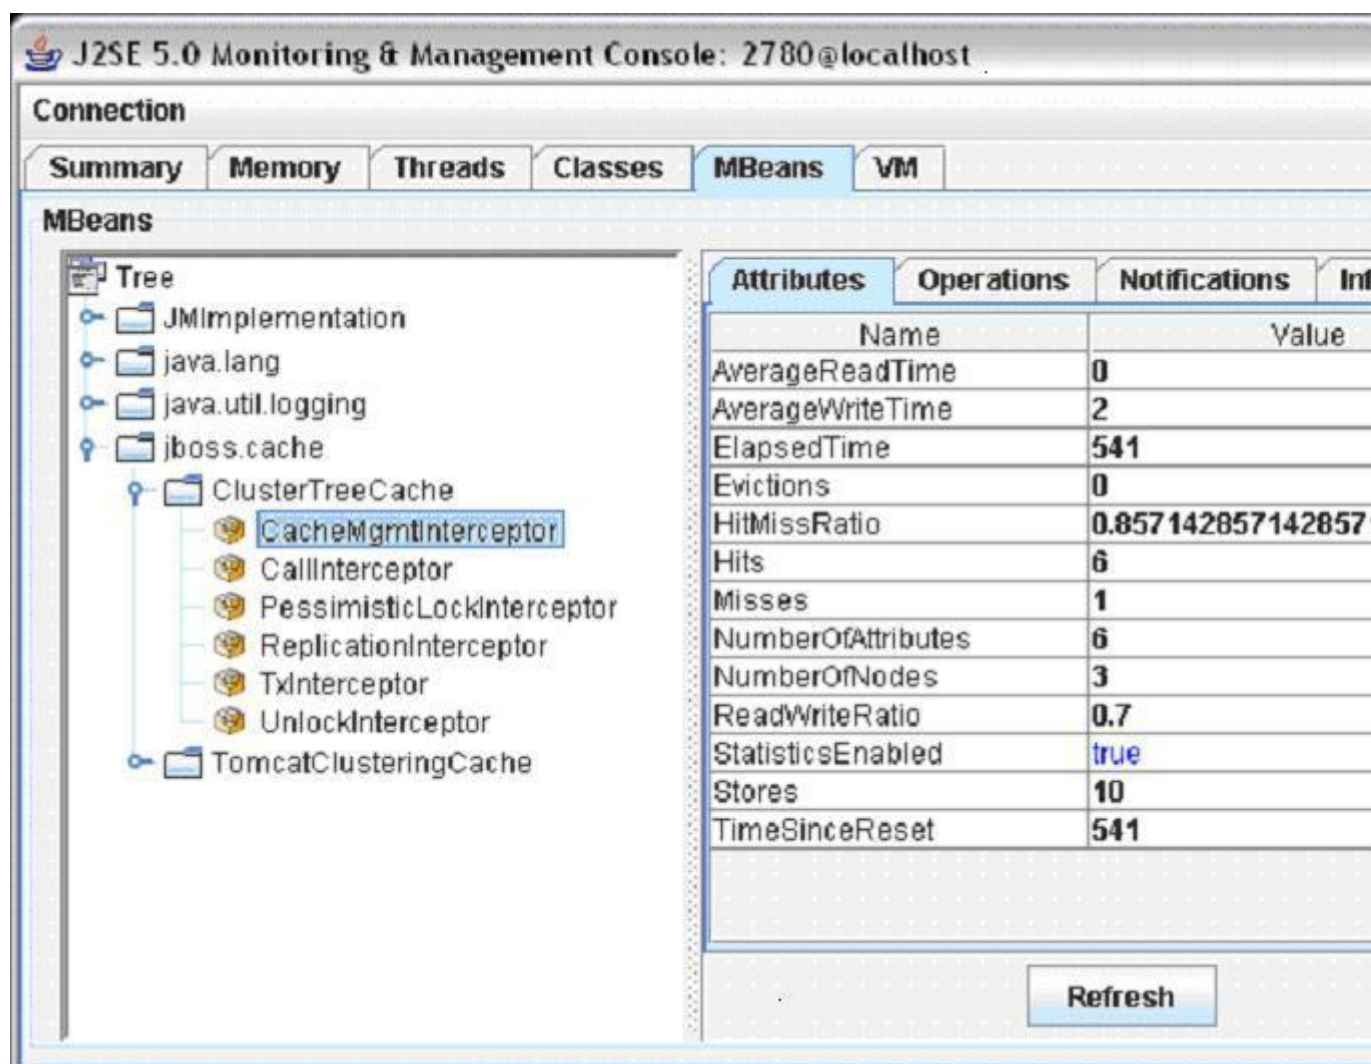 J2SE 5.0 Monitoring & Management Console: 2780@localhost
Connection
Summary Memory Threads Classes MBeans VM
MBeans
Tree
JMImplementation
java.lang
java.util.logging
jboss.cache
ClusterTreeCache
CacheMgmtInterceptor
CallInterceptor
PessimisticLockInterceptor
ReplicationInterceptor
TxInterceptor
UnlockInterceptor
TomcatClusteringCache
Attributes Operations Notifications Inf
Name Value
AverageReadTime 0
AverageWriteTime 2
ElapsedTime 541
Evictions 0
HitMissRatio 0.857142857142857
Hits 6
Misses 1
NumberOfAttributes 6
NumberOfNodes 3
ReadWriteRatio 0.7
StatisticsEnabled true
Stores 10
TimeSinceReset 541
Refresh